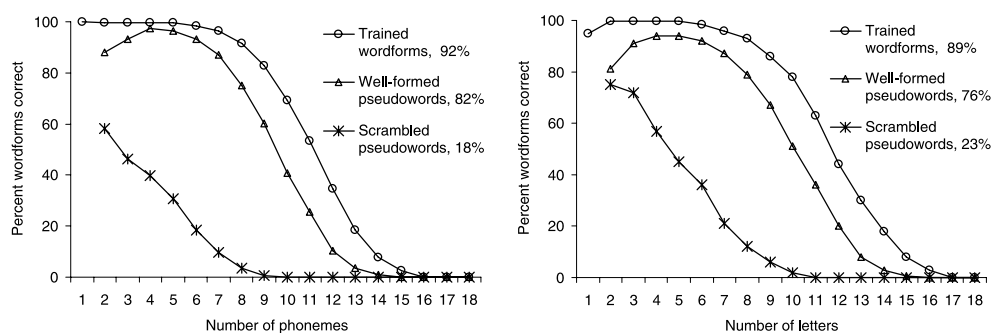 100
80
60
40
20
0
Percent wordforms correct
1 2 3 4 5 6 7 8 9 10 11 12 13 14 15 16 17 18
Number of phonemes
Trained
wordforms, 92%
Well-formed
pseudowords, 82%
Scrambled
pseudowords, 18%
100
80
60
40
20
0
Percent wordforms correct
1 2 3 4 5 6 7 8 9 10 11 12 13 14 15 16 17 18
Number of letters
Trained
wordforms, 89%
Well-formed
pseudowords, 76%
Scrambled
pseudowords, 23%